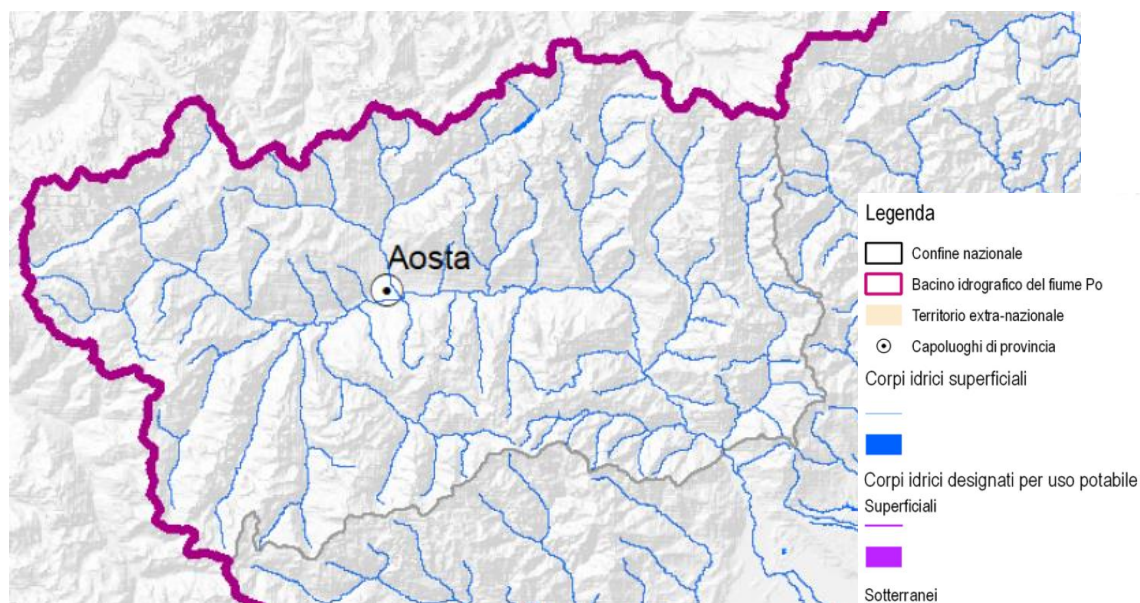 Aosta
Legenda
Confine nazionale
Bacino idrografico del fiume Po
Territorio extra-nazionale
Capoluoghi di provincia
Corpi idrici superficiali
Corpi idrici designati per uso potabile
Superficiali
Sotterranei